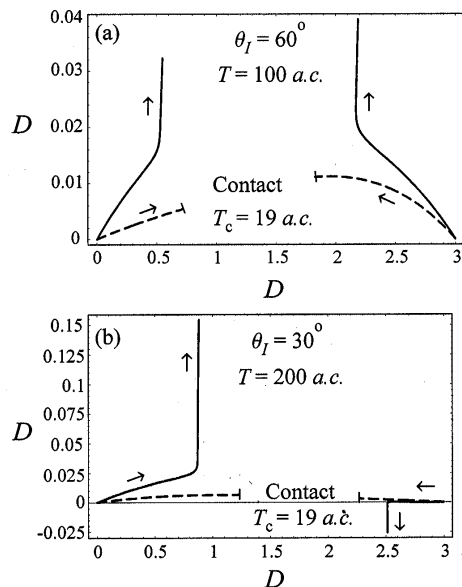 0.04
(a)
θ_I = 60°
T = 100 a.c.
0.03
D
0.02
Contact
0.01
T_c = 19 a.c.
0
0 0.5 1 1.5 2 2.5 3
D
0.15
(b)
θ_I = 30°
0.125
T = 200 a.c.
0.1
0.075
D
0.05
0.025
Contact
0
T_c = 19 a.c.
-0.025
0 0.5 1 1.5 2 2.5 3
D